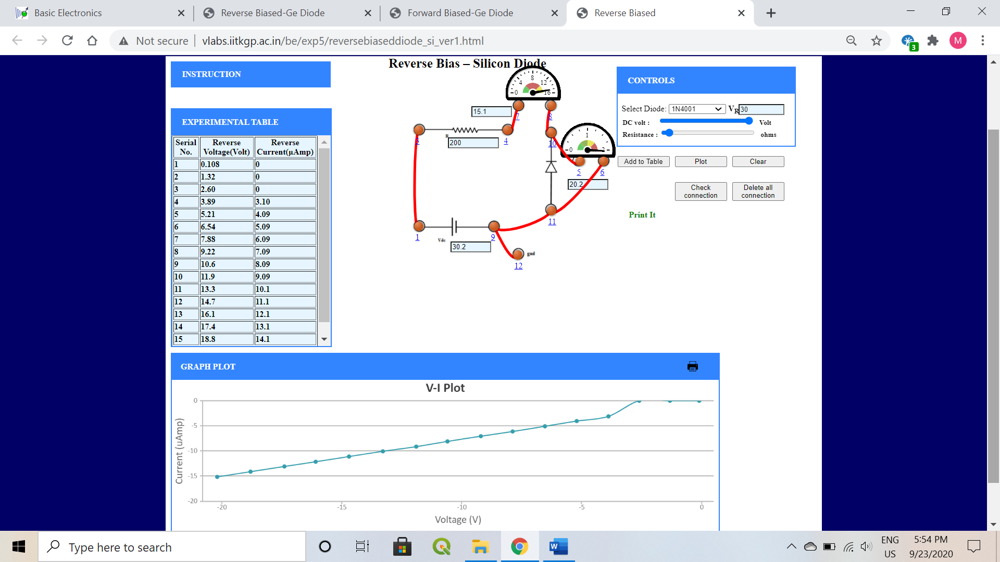 Basic Electronics
Reverse Biased-Ge Diode
Forward Biased-Ge Diode
Reverse Biased
Not secure
vlabs.iitkgp.ac.in/be/exp5/reversebiaseddiode_si_ver1.html
3
M
INSTRUCTION
Reverse Bias – Silicon Diode
EXPERIMENTAL TABLE
Serial No. Reverse Voltage(Volt) Reverse Current(µAmp)
1 0.108 0
2 1.32 0
3 2.60 0
4 3.89 3.10
5 5.21 4.09
6 6.54 5.09
7 7.88 6.09
8 9.22 7.09
9 10.6 8.09
10 11.9 9.09
11 13.3 10.1
12 14.7 11.1
13 16.1 12.1
14 17.4 13.1
15 18.8 14.1
0 4 8 12 16
15.1
7
8
3
R
200
4
10
0 1 2
5
6
20.2
11
1
Vdc
30.2
9
gnd
12
CONTROLS
Select Diode: 1N4001 VR 30
DC volt : Volt
Resistance : ohms
Add to Table
Plot
Clear
Check connection
Delete all connection
Print It
GRAPH PLOT
V-I Plot
Current (uAmp)
0
-5
-10
-15
-20
-20 -15 -10 -5 0
Voltage (V)
Type here to search
W
ENG
US
5:54 PM
9/23/2020